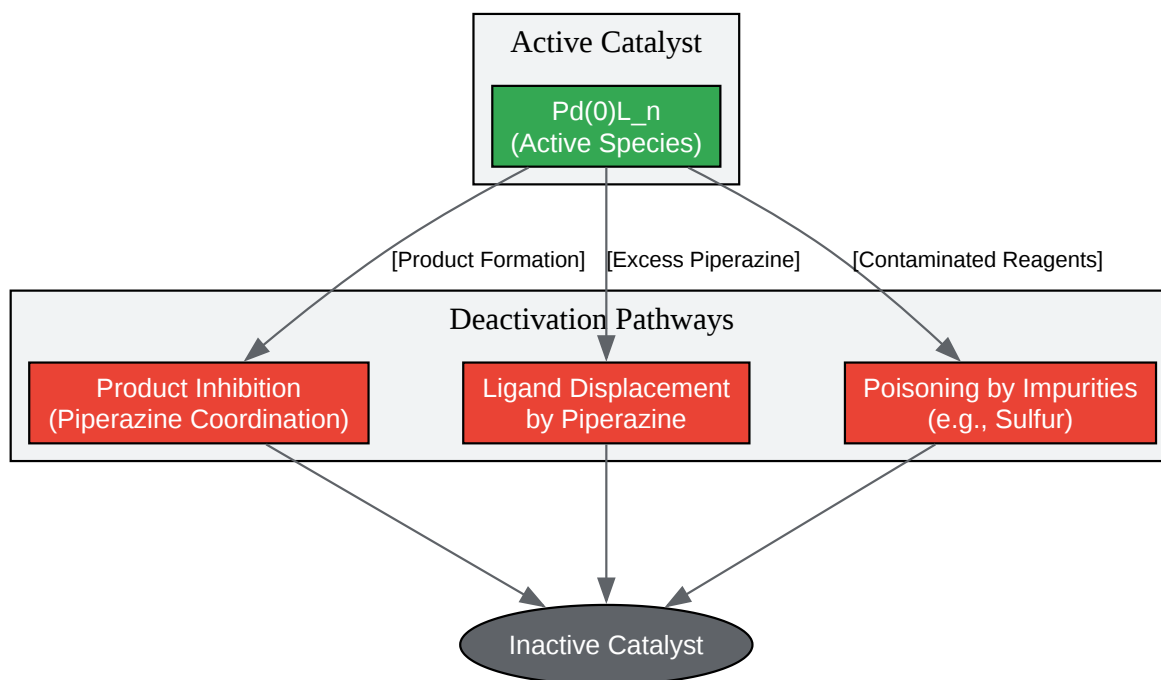 Active Catalyst
Pd(0)L_n
(Active Species)
[Product Formation]
[Excess Piperazine]
[Contaminated Reagents]
Deactivation Pathways
Product Inhibition
(Piperazine Coordination)
Ligand Displacement
by Piperazine
Poisoning by Impurities
(e.g., Sulfur)
Inactive Catalyst